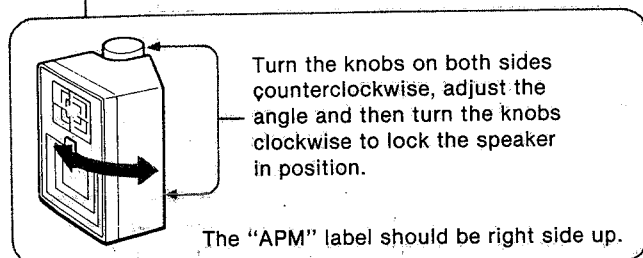 Turn the knobs on both sides
counterclockwise, adjust the
angle and then turn the knobs
clockwise to lock the speaker
in position.
The “APM” label should be right side up.